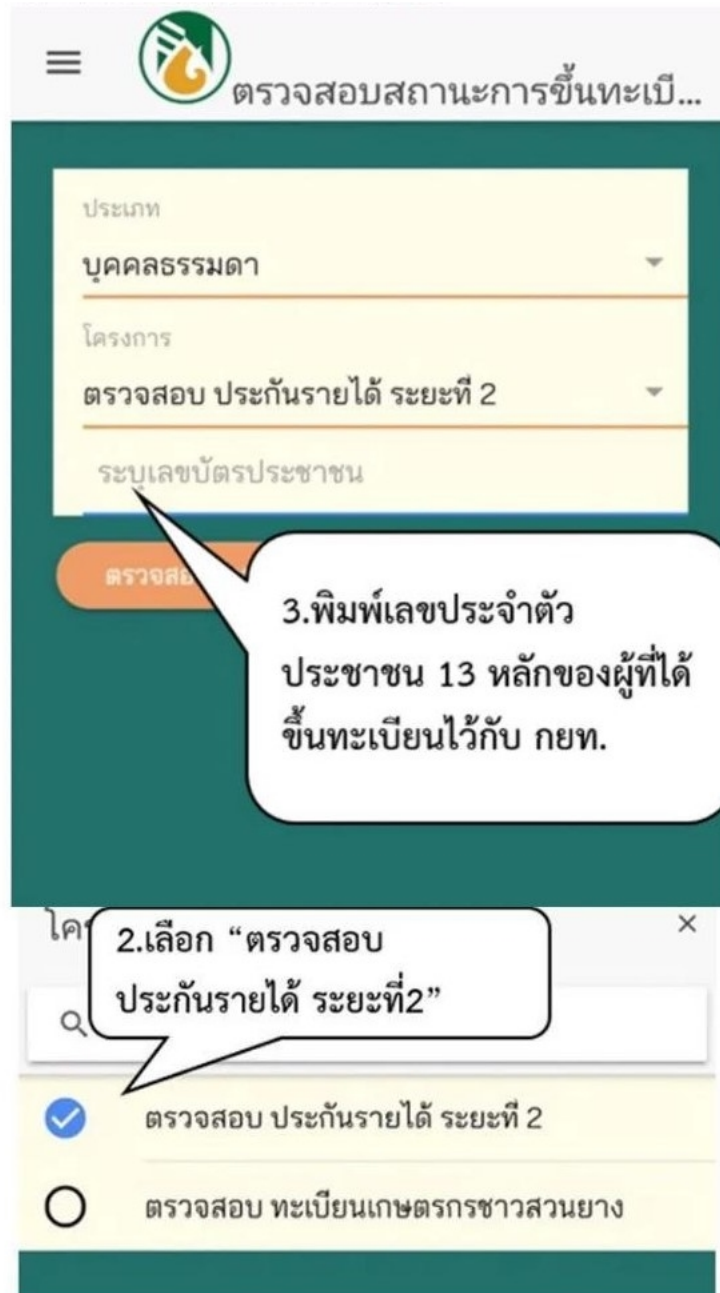 ตรวจสอบสถานะการขึ้นทะเบี...
ประเภท
บุคคลธรรมดา
โครงการ
ตรวจสอบ ประกันรายได้ ระยะที่ 2
ระบุเลขบัตรประชาชน
3.พิมพ์เลขประจำตัว
ประชาชน 13 หลักของผู้ที่ได้
ขึ้นทะเบียนไว้กับ กยท.
2.เลือก “ตรวจสอบ
ประกันรายได้ ระยะที่2”
ตรวจสอบ ประกันรายได้ ระยะที่ 2
ตรวจสอบ ทะเบียนเกษตรกรชาวสวนยาง